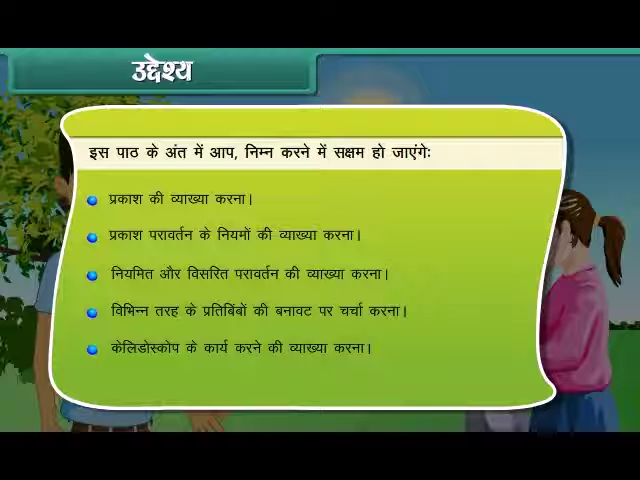 उद्देश्य
इस पाठ के अंत में आप, निम्न करने में सक्षम हो जाएंगेः
प्रकाश की व्याख्या करना।
प्रकाश परावर्तन के नियमों की व्याख्या करना।
नियमित और विसरित परावर्तन की व्याख्या करना।
विभिन्न तरह के प्रतिबिंबों की बनावट पर चर्चा करना।
केलिडोस्कोप के कार्य करने की व्याख्या करना।